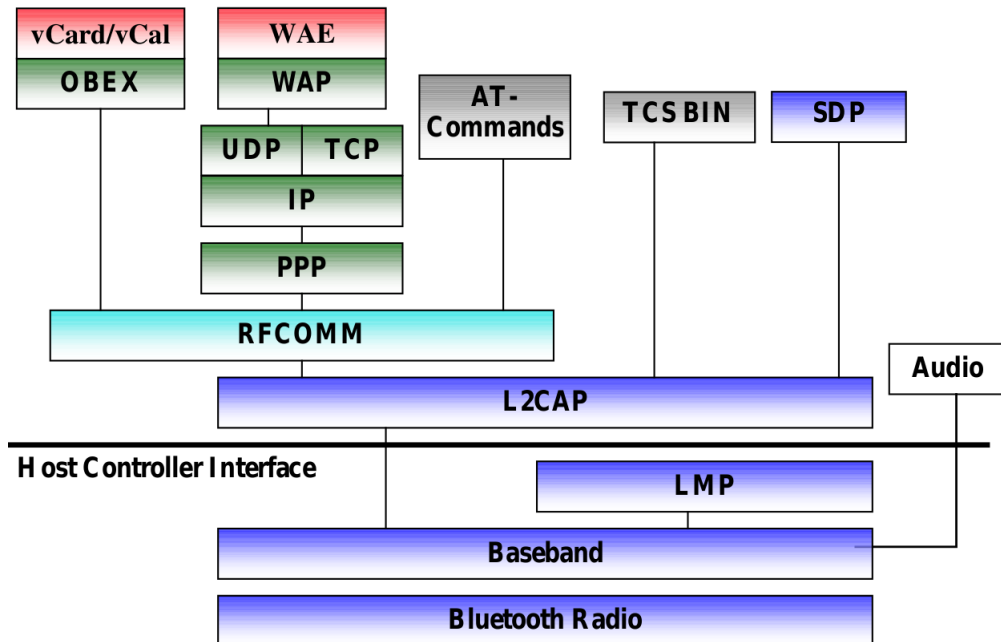 vCard/vCal
WAE
OBEX
WAP
AT-
Commands
TCS BIN
SDP
UDP
TCP
IP
PPP
RFCOMM
Audio
L2CAP
Host Controller Interface
LMP
Baseband
Bluetooth Radio